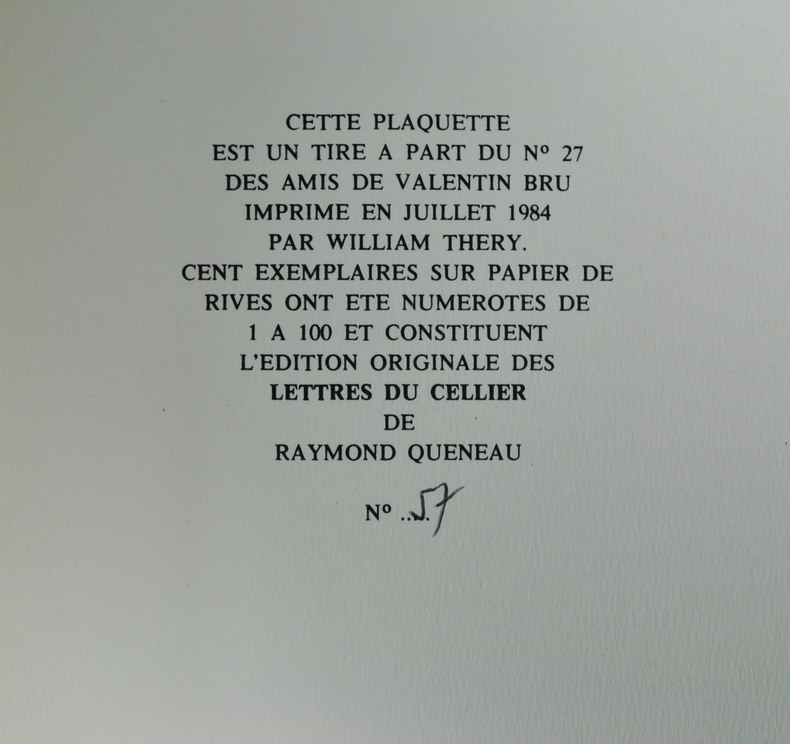 CETTE PLAQUETTE
EST UN TIRE A PART DU Nº 27
DES AMIS DE VALENTIN BRU
IMPRIME EN JUILLET 1984
PAR WILLIAM THERY.
CENT EXEMPLAIRES SUR PAPIER DE
RIVES ONT ETE NUMEROTES DE
1 A 100 ET CONSTITUENT
L'EDITION ORIGINALE DES
LETTRES DU CELLIER
DE
RAYMOND QUENEAU
Nº ....57